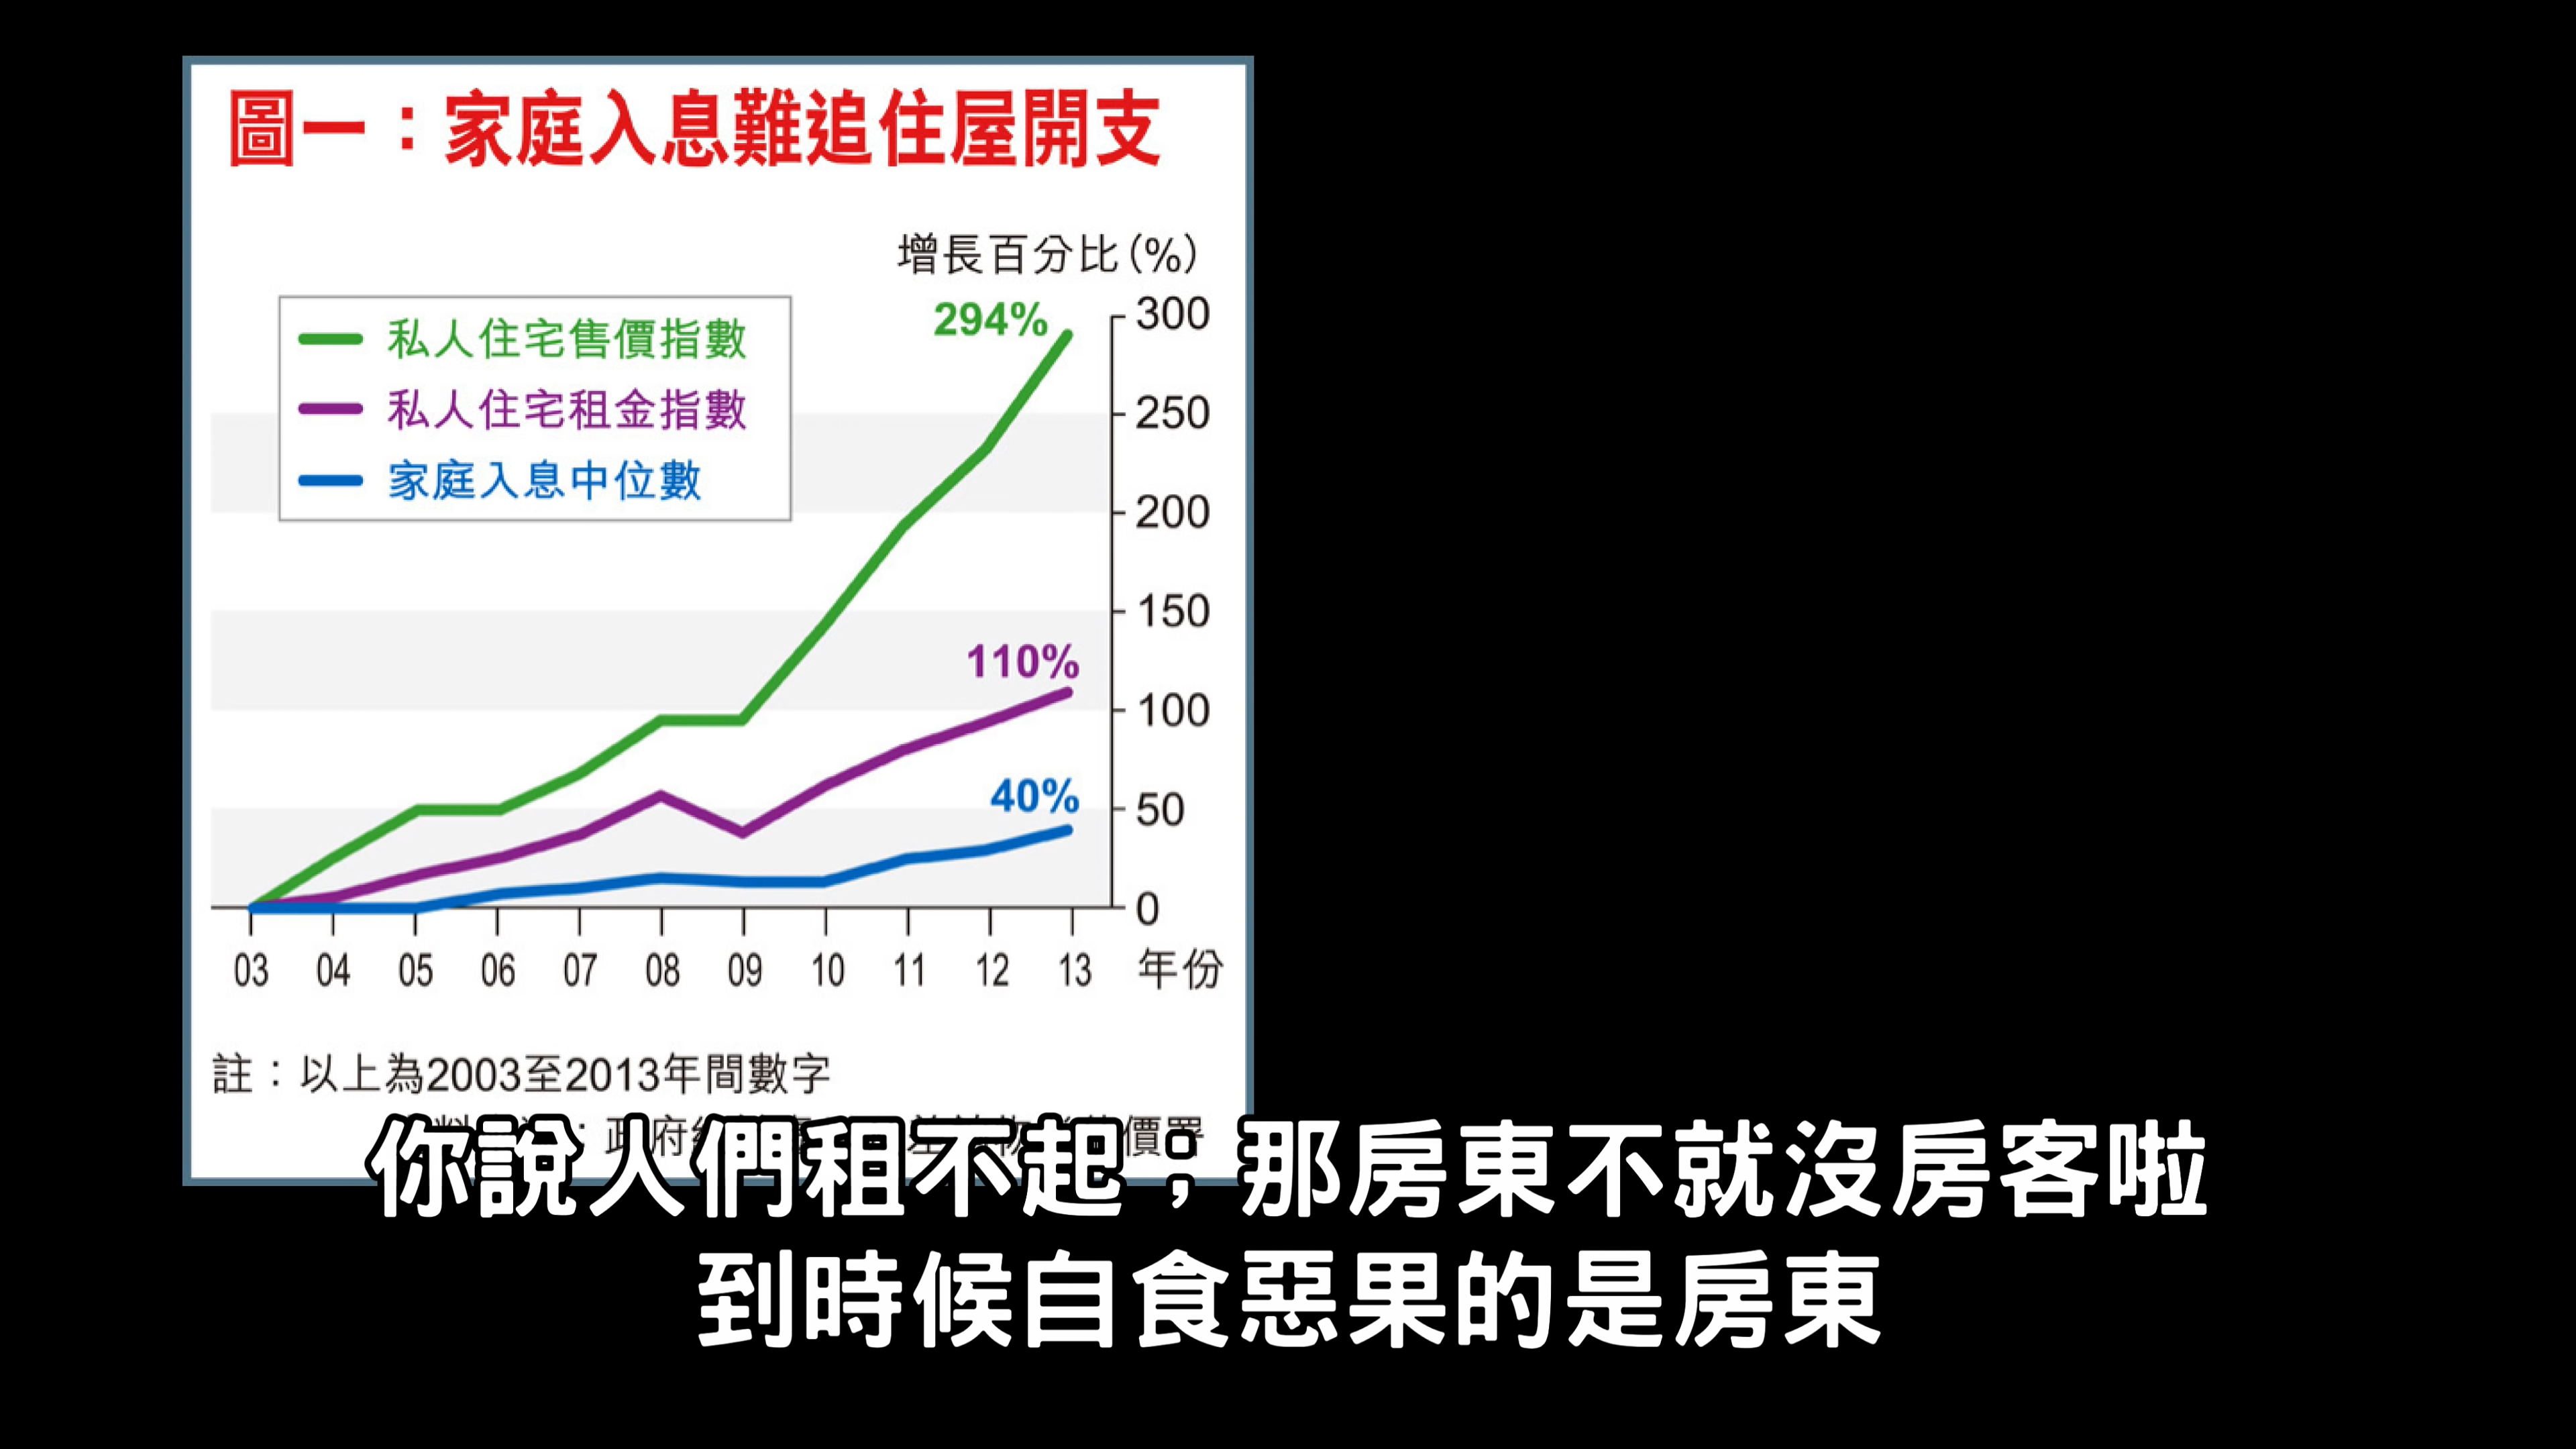 圖一：家庭入息難追住屋開支
增長百分比(%)
私人住宅售價指數
私人住宅租金指數
家庭入息中位數
294%
110%
40%
300
250
200
150
100
50
0
03 04 05 06 07 08 09 10 11 12 13 年份
註：以上為2003至2013年間數字
你說人們租不起；那房東不就沒房客啦
到時候自食惡果的是房東